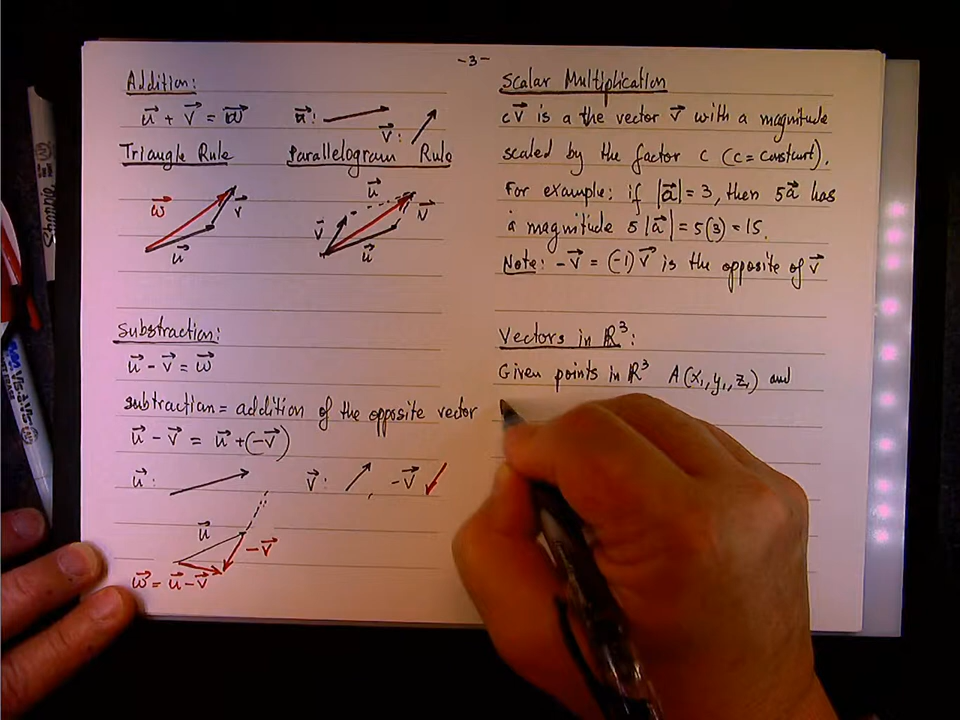 -3-
Addition:
u⃗ + v⃗ = w⃗
u⃗:
v⃗:
Triangle Rule
Parallelogram Rule
w⃗
v⃗
u⃗
u⃗
v⃗
v⃗
u⃗
Substraction:
u⃗ - v⃗ = w⃗
subtraction = addition of the opposite vector
u⃗ - v⃗ = u⃗ + (-v⃗)
u⃗:
v⃗:
, -v⃗
u⃗
-v⃗
w⃗ = u⃗ - v⃗
Scalar Multiplication
cv⃗ is a the vector v⃗ with a magnitude
scaled by the factor c (c = constant).
For example: if |a⃗| = 3, then 5a⃗ has
a magnitude 5|a⃗| = 5(3) = 15.
Note: -v⃗ = (-1)v⃗ is the opposite of v⃗
Vectors in ℝ³:
Given points in ℝ³ A(x₁, y₁, z₁) and